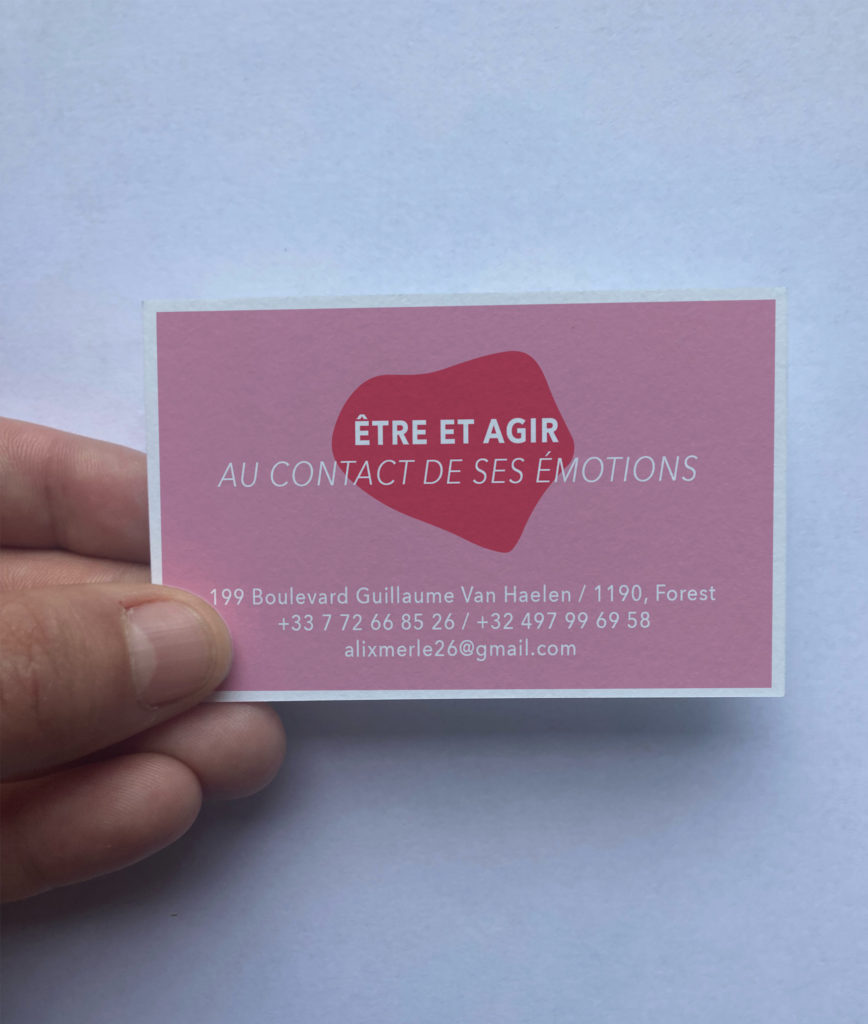 ÊTRE ET AGIR
AU CONTACT DE SES ÉMOTIONS
199 Boulevard Guillaume Van Haelen / 1190, Forest
+33 7 72 66 85 26 / +32 497 99 69 58
alixmerle26@gmail.com